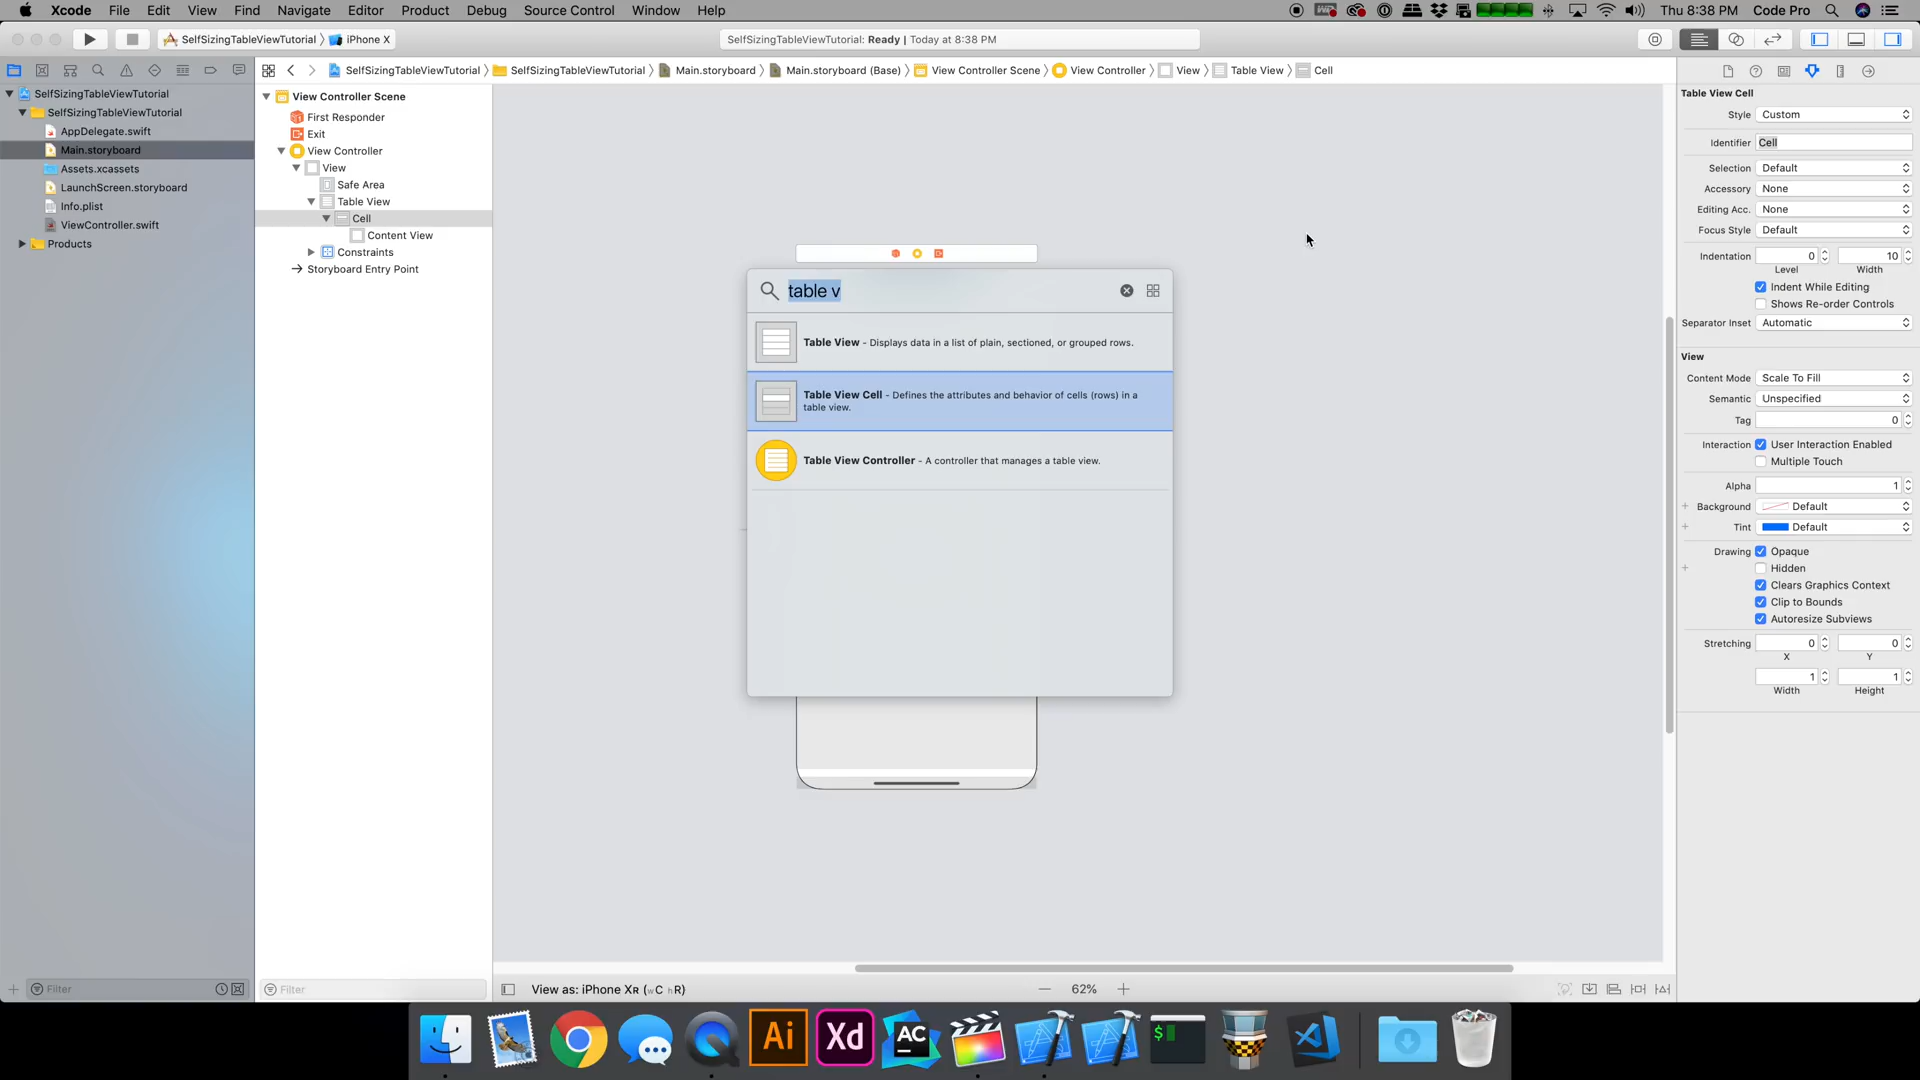 Xcode File Edit View Find Navigate Editor Product Debug Source Control Window Help
Thu 8:38 PM Code Pro
SelfSizingTableViewTutorial iPhone X
SelfSizingTableViewTutorial: Ready | Today at 8:38 PM
SelfSizingTableViewTutorial SelfSizingTableViewTutorial Main.storyboard Main.storyboard (Base) View Controller Scene View Controller View Table View Cell
SelfSizingTableViewTutorial
SelfSizingTableViewTutorial
AppDelegate.swift
Main.storyboard
Assets.xcassets
LaunchScreen.storyboard
Info.plist
ViewController.swift
Products
Filter
View Controller Scene
First Responder
Exit
View Controller
View
Safe Area
Table View
Cell
Content View
Constraints
Storyboard Entry Point
Filter
table v
Table View - Displays data in a list of plain, sectioned, or grouped rows.
Table View Cell - Defines the attributes and behavior of cells (rows) in a
table view.
Table View Controller - A controller that manages a table view.
View as: iPhone XR (wC hR)
62%
Table View Cell
Style Custom
Identifier Cell
Selection Default
Accessory None
Editing Acc. None
Focus Style Default
Indentation 0 10
Level Width
Indent While Editing
Shows Re-order Controls
Separator Inset Automatic
View
Content Mode Scale To Fill
Semantic Unspecified
Tag 0
Interaction User Interaction Enabled
Multiple Touch
Alpha 1
Background Default
Tint Default
Drawing Opaque
Hidden
Clears Graphics Context
Clip to Bounds
Autoresize Subviews
Stretching 0 0
X Y
1 1
Width Height
Ai Xd AC $